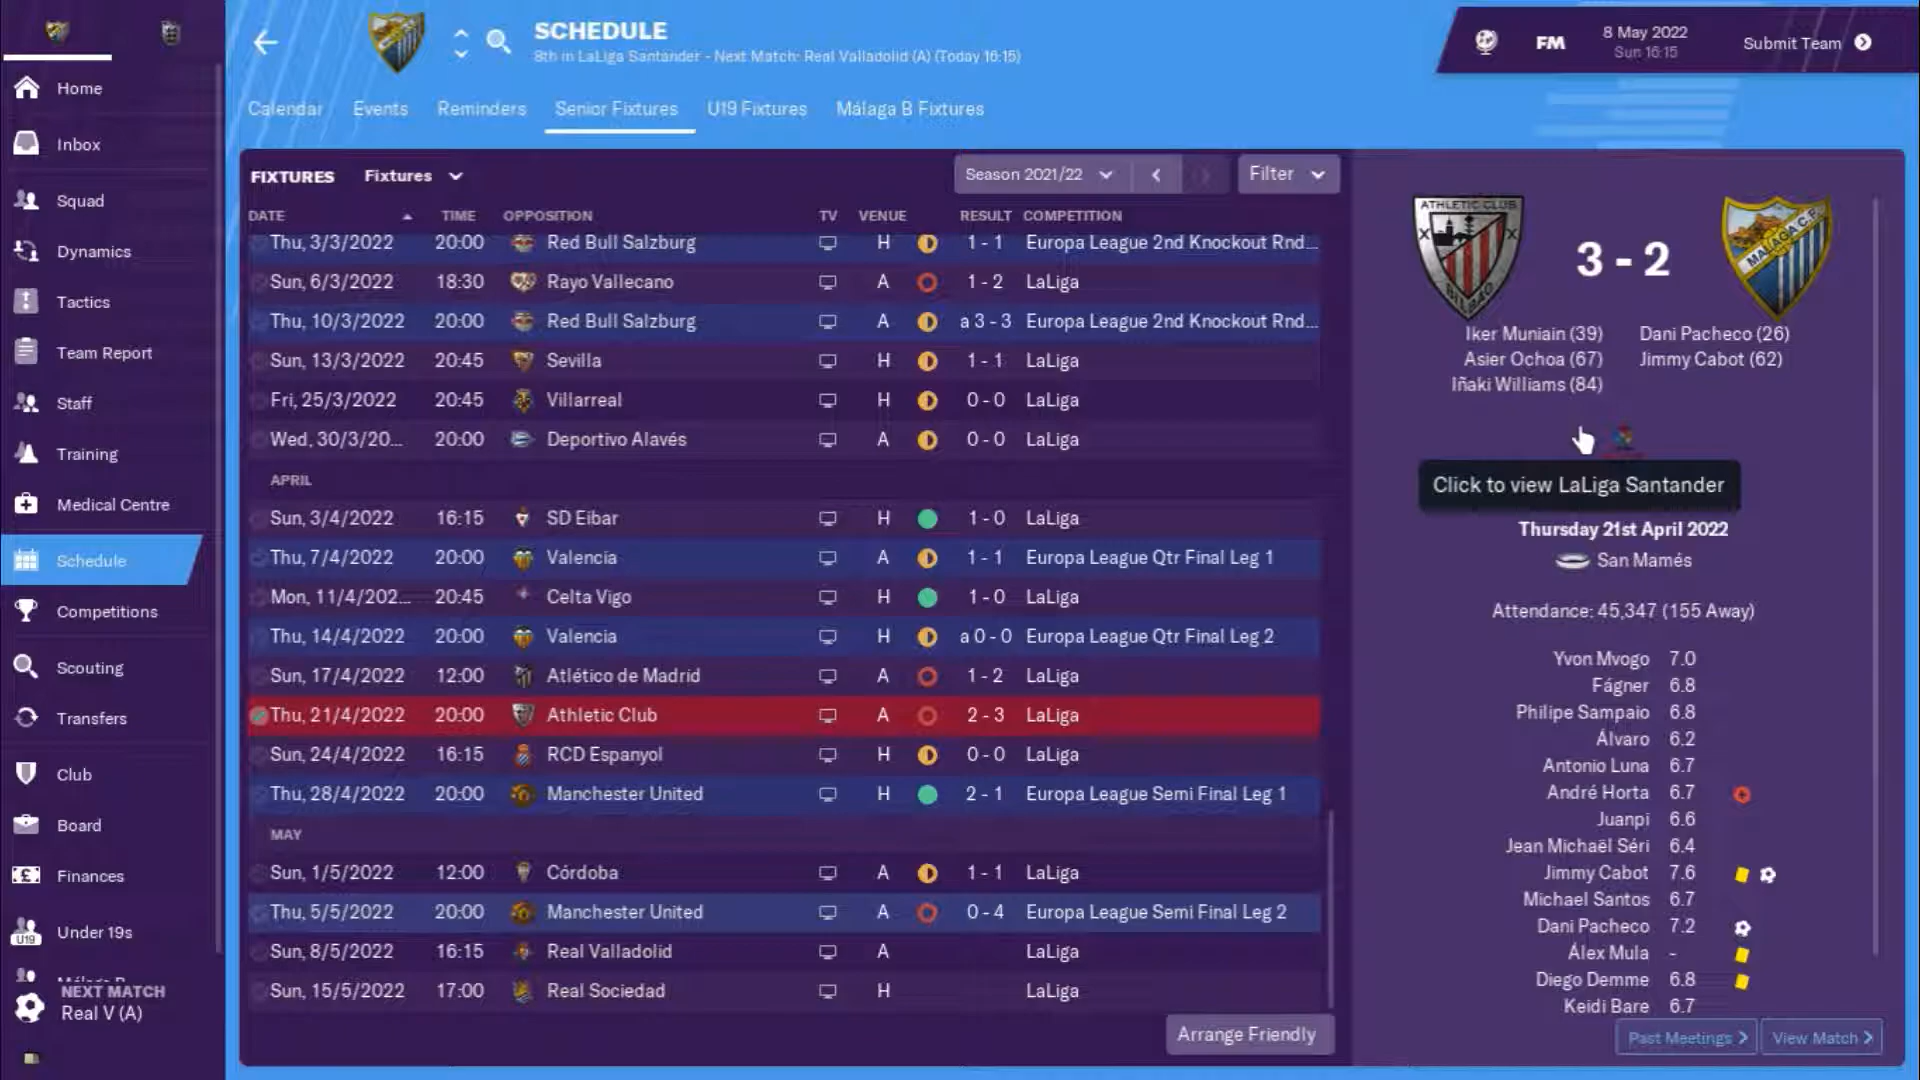 SCHEDULE
8th in LaLiga Santander - Next Match: Real Valladolid (A) (Today 16:15)
FM
8 May 2022
Sun 16:15
Submit Team
Calendar Events Reminders Senior Fixtures U19 Fixtures Málaga B Fixtures
Home
Inbox
Squad
Dynamics
Tactics
Team Report
Staff
Training
Medical Centre
Schedule
Competitions
Scouting
Transfers
Club
Board
Finances
U19 Under 19s
NEXT MATCH
Real V (A)
FIXTURES Fixtures Season 2021/22 Filter
DATE TIME OPPOSITION TV VENUE RESULT COMPETITION
Thu, 3/3/2022 20:00 Red Bull Salzburg H 1 - 1 Europa League 2nd Knockout Rnd...
Sun, 6/3/2022 18:30 Rayo Vallecano A 1 - 2 LaLiga
Thu, 10/3/2022 20:00 Red Bull Salzburg A a 3 - 3 Europa League 2nd Knockout Rnd...
Sun, 13/3/2022 20:45 Sevilla H 1 - 1 LaLiga
Fri, 25/3/2022 20:45 Villarreal H 0 - 0 LaLiga
Wed, 30/3/20... 20:00 Deportivo Alavés A 0 - 0 LaLiga
APRIL
Sun, 3/4/2022 16:15 SD Eibar H 1 - 0 LaLiga
Thu, 7/4/2022 20:00 Valencia A 1 - 1 Europa League Qtr Final Leg 1
Mon, 11/4/202... 20:45 Celta Vigo H 1 - 0 LaLiga
Thu, 14/4/2022 20:00 Valencia H a 0 - 0 Europa League Qtr Final Leg 2
Sun, 17/4/2022 12:00 Atlético de Madrid A 1 - 2 LaLiga
Thu, 21/4/2022 20:00 Athletic Club A 2 - 3 LaLiga
Sun, 24/4/2022 16:15 RCD Espanyol H 0 - 0 LaLiga
Thu, 28/4/2022 20:00 Manchester United H 2 - 1 Europa League Semi Final Leg 1
MAY
Sun, 1/5/2022 12:00 Córdoba A 1 - 1 LaLiga
Thu, 5/5/2022 20:00 Manchester United A 0 - 4 Europa League Semi Final Leg 2
Sun, 8/5/2022 16:15 Real Valladolid A LaLiga
Sun, 15/5/2022 17:00 Real Sociedad H LaLiga
Arrange Friendly
ATHLETIC CLUB
BILBAO
MALAGA C.F.
3 - 2
Iker Muniain (39) Dani Pacheco (26)
Asier Ochoa (67) Jimmy Cabot (62)
Iñaki Williams (84)
Click to view LaLiga Santander
Thursday 21st April 2022
San Mamés
Attendance: 45,347 (155 Away)
Yvon Mvogo 7.0
Fágner 6.8
Philipe Sampaio 6.8
Álvaro 6.2
Antonio Luna 6.7
André Horta 6.7
Juanpi 6.6
Jean Michaël Séri 6.4
Jimmy Cabot 7.6
Michael Santos 6.7
Dani Pacheco 7.2
Álex Mula -
Diego Demme 6.8
Keidi Bare 6.7
Past Meetings View Match